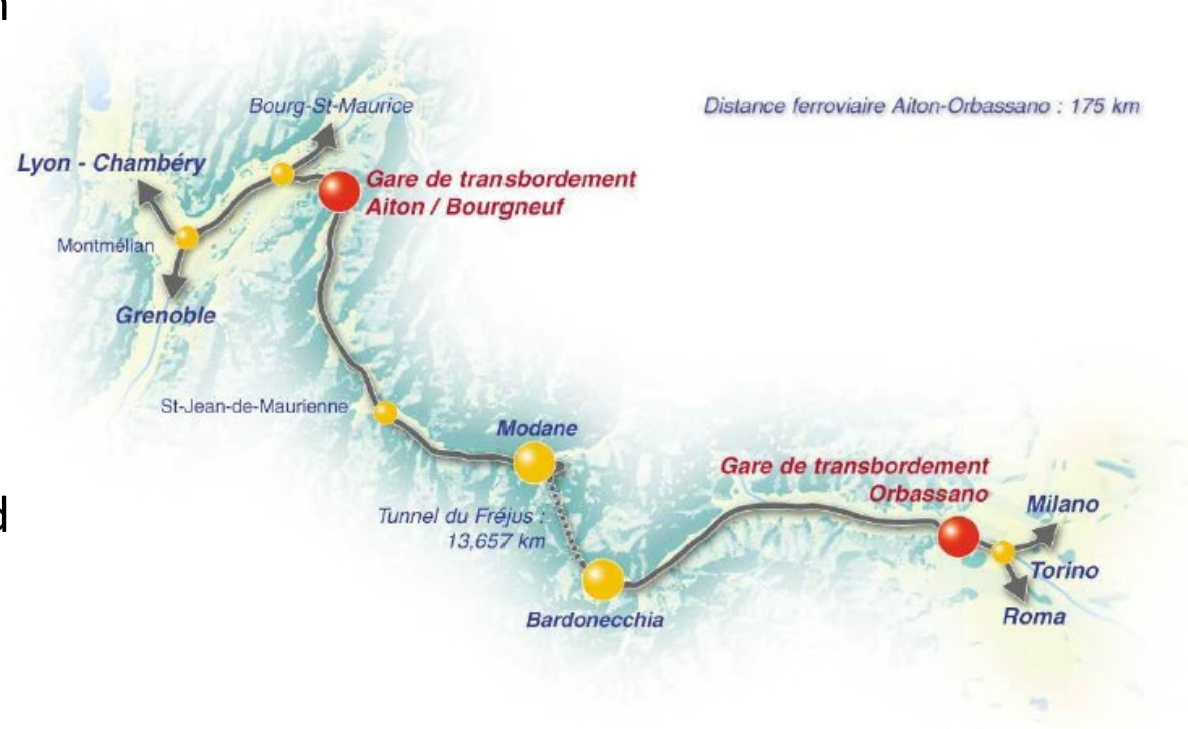 n
Bourg-St-Maurice
Distance ferroviaire Aiton-Orbassano : 175 km
Lyon - Chambéry
Gare de transbordement
Aiton / Bourgneuf
Montmélian
Grenoble
St-Jean-de-Maurienne
Modane
Gare de transbordement
Orbassano
Milano
Tunnel du Fréjus :
13,657 km
d
Torino
Roma
Bardonecchia